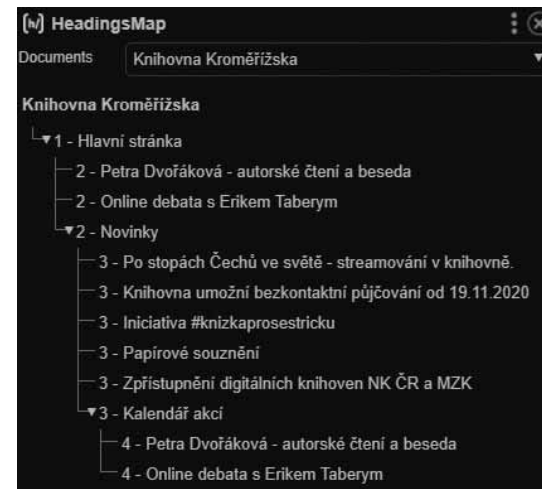 HeadingsMap
Documents Knihovna Kroměřížska
Knihovna Kroměřížska
1 - Hlavní stránka
2 - Petra Dvořáková - autorské čtení a beseda
2 - Online debata s Erikem Taberym
2 - Novinky
3 - Po stopách Čechů ve světě - streamování v knihovně.
3 - Knihovna umožní bezkontaktní půjčování od 19.11.2020
3 - Iniciativa #knizkaprosestricku
3 - Papírové souznění
3 - Zpřístupnění digitálních knihoven NK ČR a MZK
3 - Kalendář akcí
4 - Petra Dvořáková - autorské čtení a beseda
4 - Online debata s Erikem Taberym